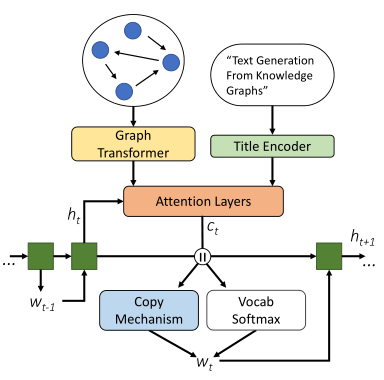 "Text Generation
From Knowledge
Graphs"
Graph
Transformer
Title Encoder
Attention Layers
h_t
c_t
h_{t+1}
...
...
w_{t-1}
Copy
Mechanism
Vocab
Softmax
w_t